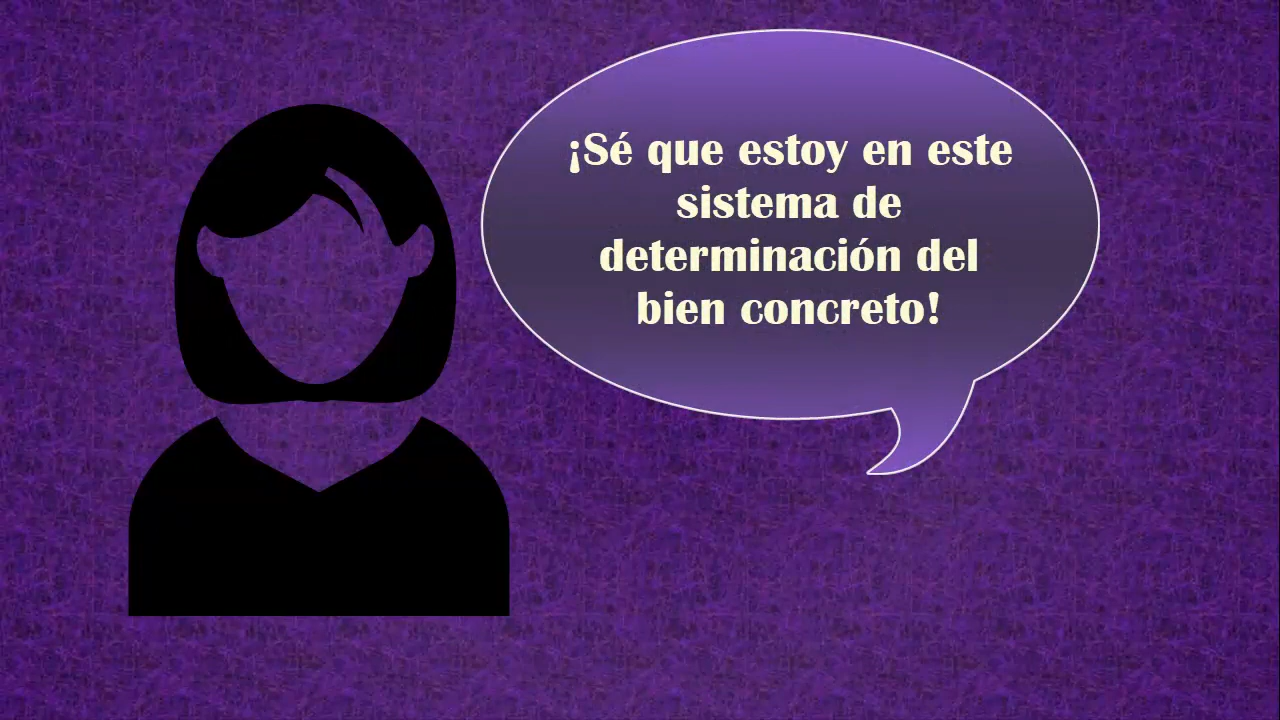 ¡Sé que estoy en este
sistema de
determinación del
bien concreto!